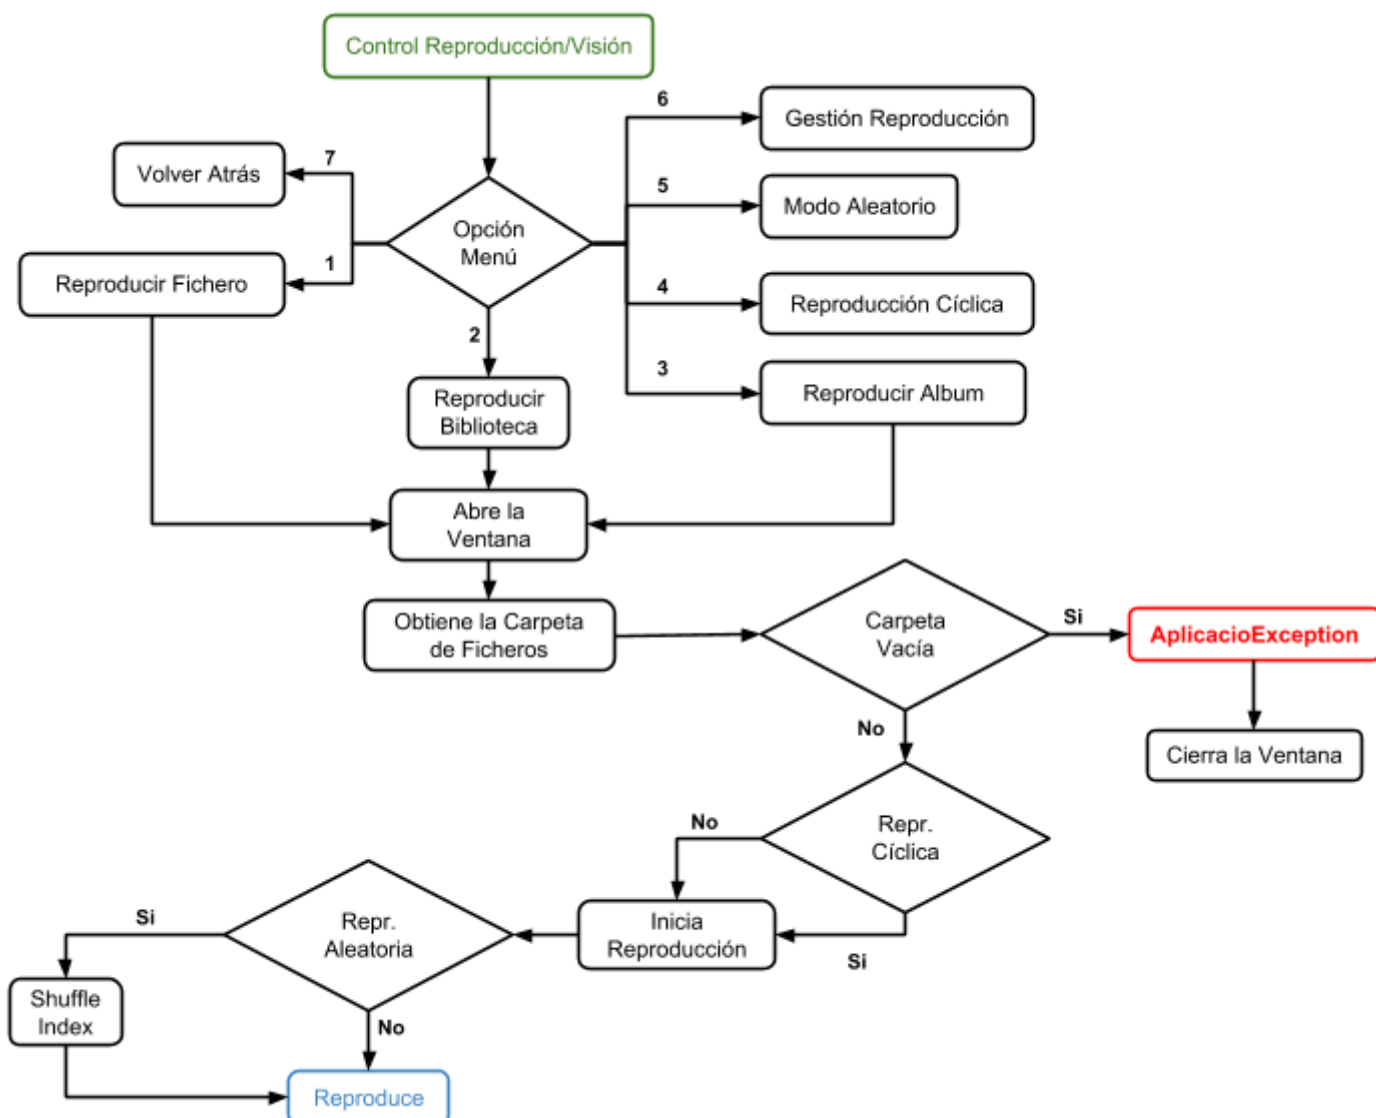 Control Reproducción/Visión
6
Gestión Reproducción
7
Volver Atrás
5
Modo Aleatorio
Opción
Menú
1
Reproducir Fichero
4
Reproducción Cíclica
2
3
Reproducir Album
Reproducir
Biblioteca
Abre la
Ventana
Obtiene la Carpeta
de Ficheros
Carpeta
Vacía
Si
AplicacioException
No
Cierra la Ventana
Repr.
Cíclica
No
Si
Inicia
Reproducción
Repr.
Aleatoria
Si
No
Shuffle
Index
Reproduce